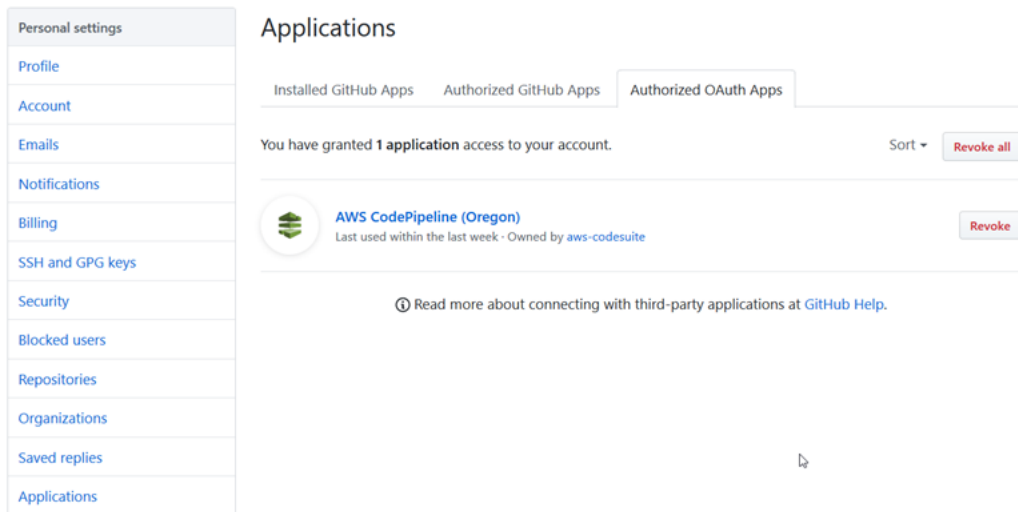 Personal settings
Profile
Account
Emails
Notifications
Billing
SSH and GPG keys
Security
Blocked users
Repositories
Organizations
Saved replies
Applications
Applications
Installed GitHub Apps Authorized GitHub Apps Authorized OAuth Apps
You have granted 1 application access to your account. Sort Revoke all
AWS CodePipeline (Oregon)
Last used within the last week · Owned by aws-codesuite
Revoke
Read more about connecting with third-party applications at GitHub Help.